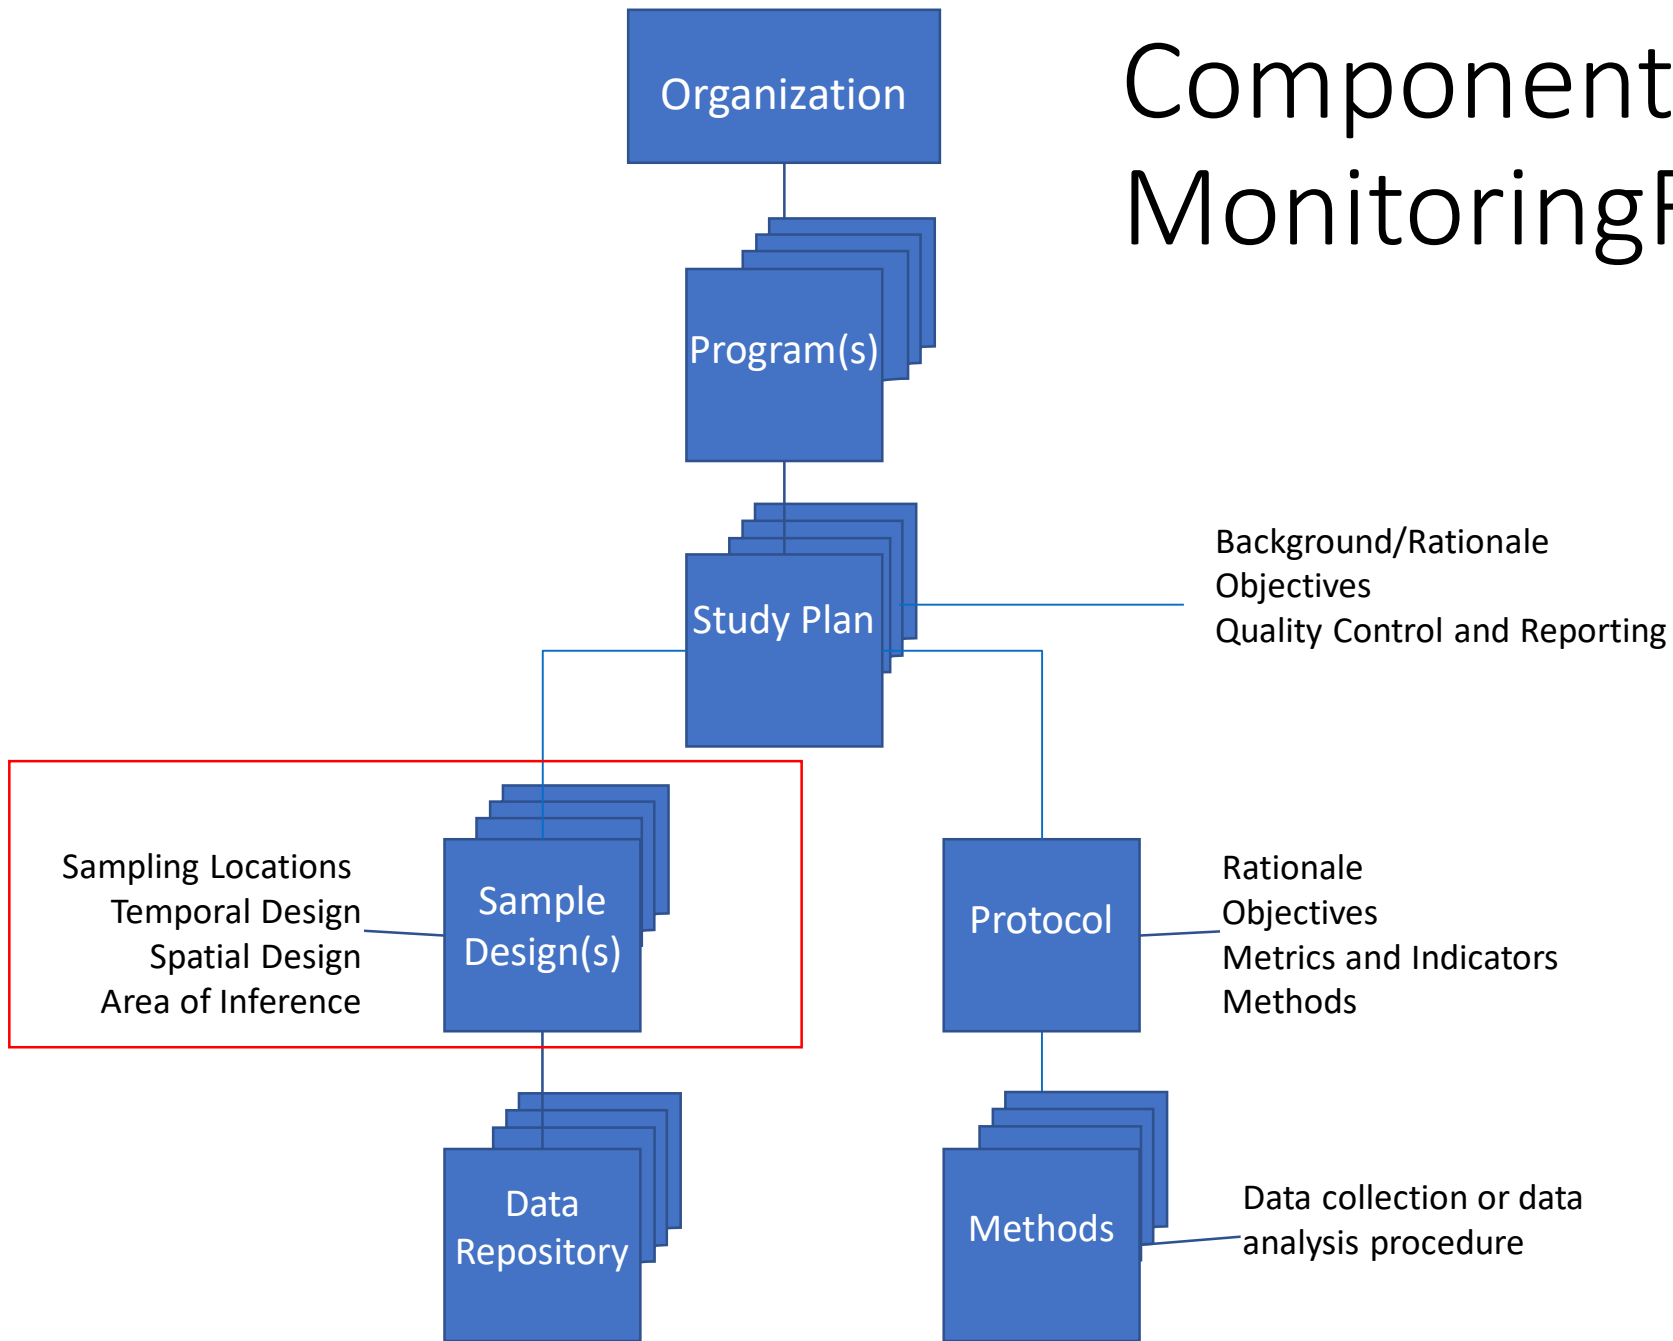 Component
MonitoringR
Organization
Program(s)
Study Plan
Background/Rationale
Objectives
Quality Control and Reporting
Sampling Locations
Temporal Design
Spatial Design
Area of Inference
Sample
Design(s)
Protocol
Rationale
Objectives
Metrics and Indicators
Methods
Data
Repository
Methods
Data collection or data
analysis procedure